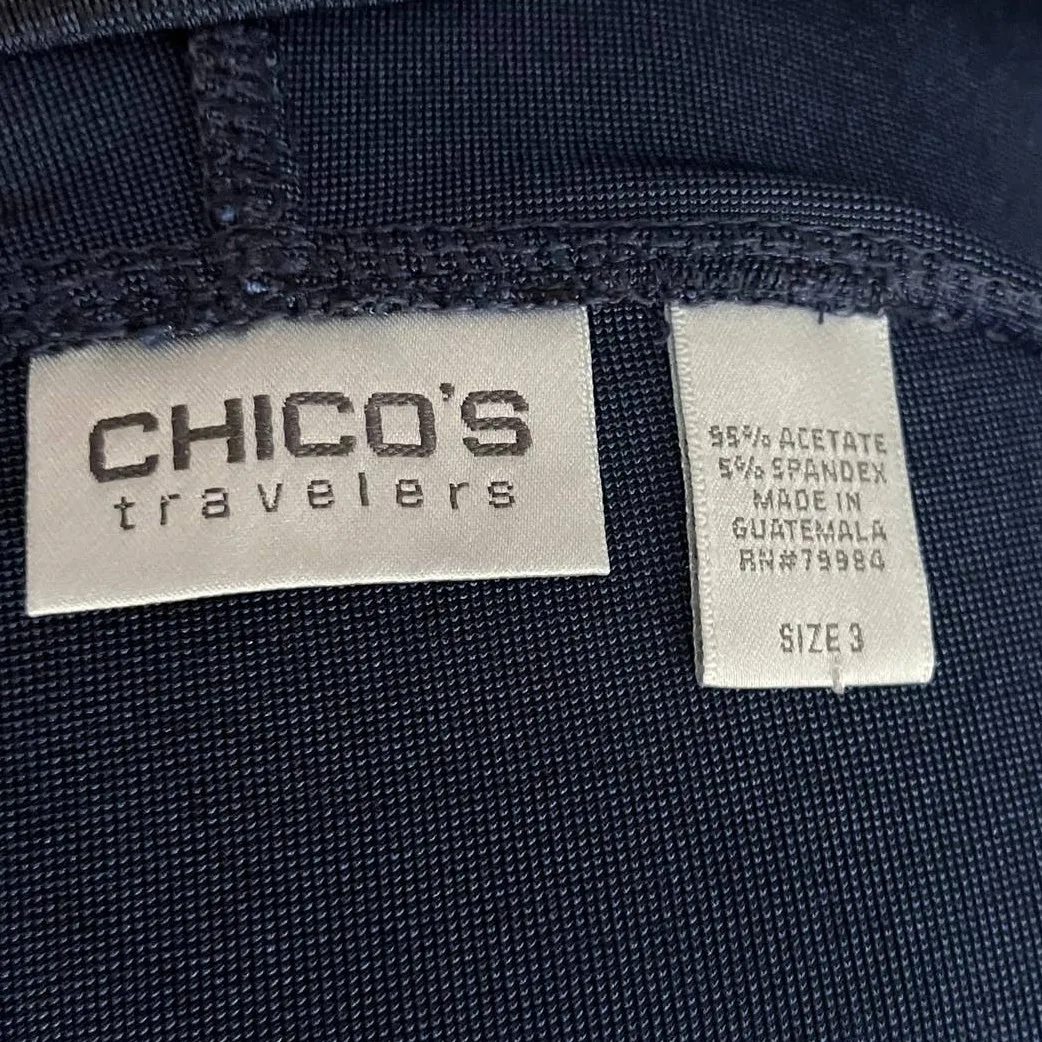 CHICO'S
travelers
95% ACETATE
5% SPANDEX
MADE IN
GUATEMALA
RN#79984
SIZE 3